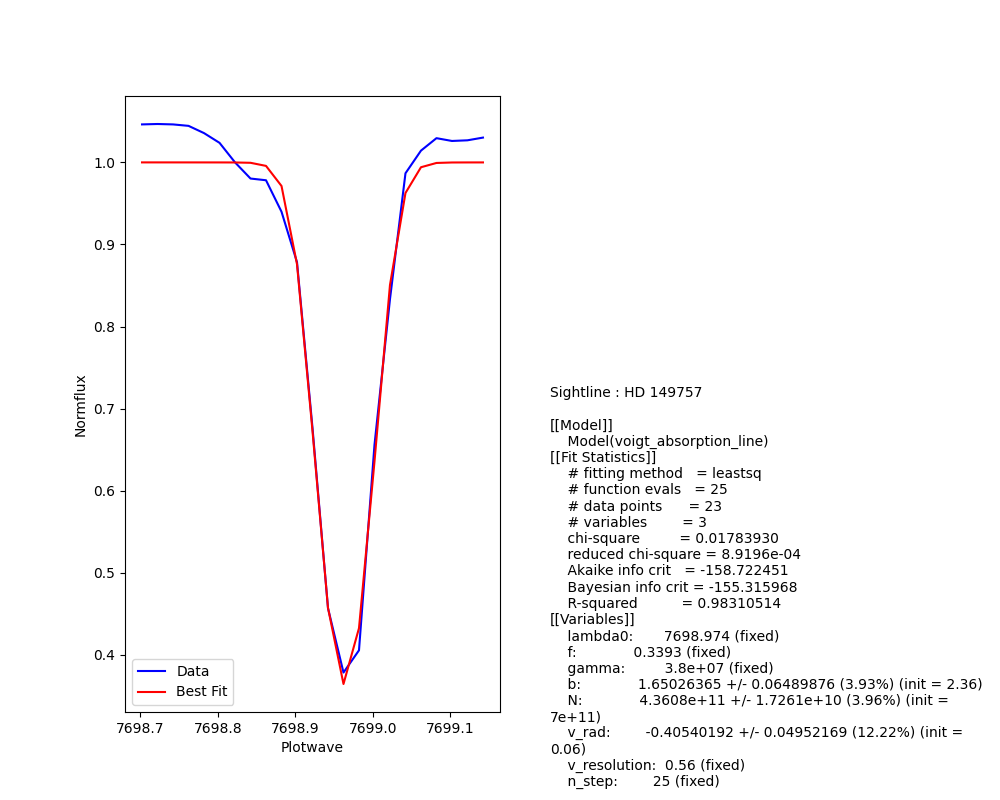 1.0
0.9
0.8
0.7
0.6
0.5
0.4
Normflux
Data
Best Fit
7698.7 7698.8 7698.9 7699.0 7699.1
Plotwave
Sightline : HD 149757
[[Model]]
Model(voigt_absorption_line)
[[Fit Statistics]]
# fitting method = leastsq
# function evals = 25
# data points = 23
# variables = 3
chi-square = 0.01783930
reduced chi-square = 8.9196e-04
Akaike info crit = -158.722451
Bayesian info crit = -155.315968
R-squared = 0.98310514
[[Variables]]
lambda0: 7698.974 (fixed)
f: 0.3393 (fixed)
gamma: 3.8e+07 (fixed)
b: 1.65026365 +/- 0.06489876 (3.93%) (init = 2.36)
N: 4.3608e+11 +/- 1.7261e+10 (3.96%) (init =
7e+11)
v_rad: -0.40540192 +/- 0.04952169 (12.22%) (init =
0.06)
v_resolution: 0.56 (fixed)
n_step: 25 (fixed)